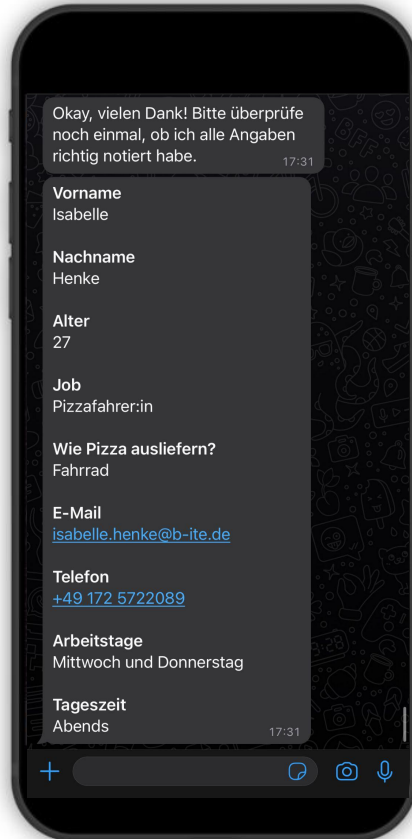 Okay, vielen Dank! Bitte überprüfe
noch einmal, ob ich alle Angaben
richtig notiert habe.
17:31
Vorname
Isabelle
Nachname
Henke
Alter
27
Job
Pizzafahrer:in
Wie Pizza ausliefern?
Fahrrad
E-Mail
isabelle.henke@b-ite.de
Telefon
+49 172 5722089
Arbeitstage
Mittwoch und Donnerstag
Tageszeit
Abends
17:31